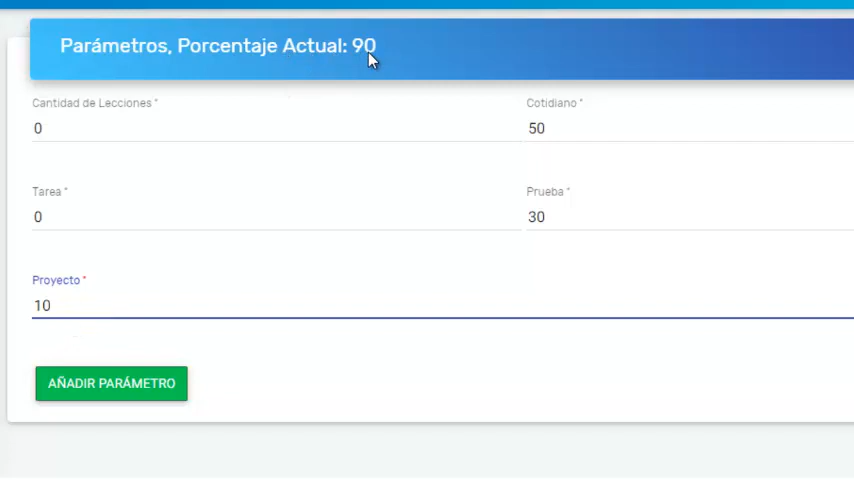 Parámetros, Porcentaje Actual: 90
Cantidad de Lecciones *
Cotidiano *
0
50
Tarea *
Prueba *
0
30
Proyecto *
10
AÑADIR PARÁMETRO